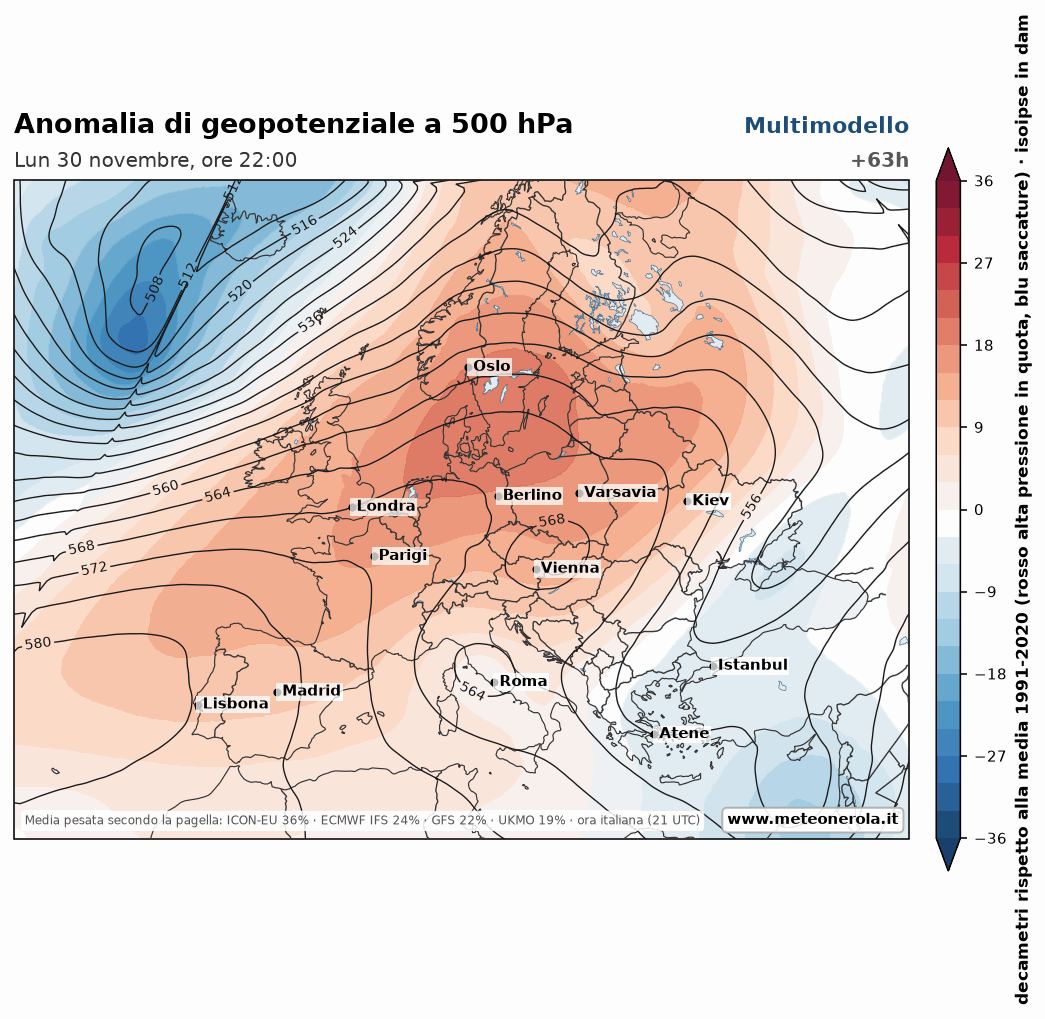 Anomalia di geopotenziale a 500 hPa
Multimodello
Lun 30 novembre, ore 22:00
+63h
512
516
524
508
512
520
536
Oslo
560
564
Londra
Berlino
Varsavia
Kiev
556
568
568
Parigi
572
Vienna
580
Istanbul
Roma
564
Madrid
Lisbona
Atene
Media pesata secondo la pagella: ICON-EU 36% · ECMWF IFS 24% · GFS 22% · UKMO 19% · ora italiana (21 UTC)
www.meteonerola.it
36
27
18
9
0
−9
−18
−27
−36
decametri rispetto alla media 1991-2020 (rosso alta pressione in quota, blu saccature) · isoipse in dam